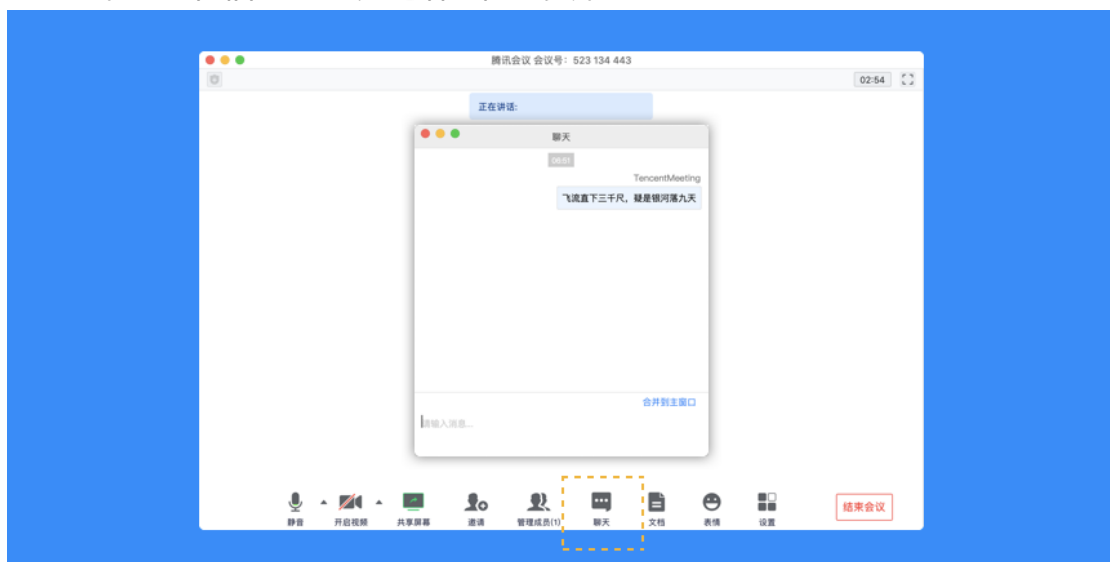 腾讯会议 会议号：523 134 443
02:54
正在讲话:
聊天
08:51
TencentMeeting
飞流直下三千尺，疑是银河落九天
合并到主窗口
请输入消息...
静音 开启视频 共享屏幕 邀请 管理成员(1) 聊天 文档 表情 设置 结束会议